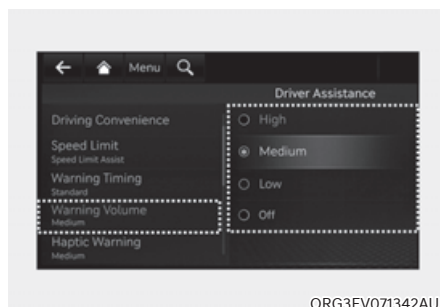 Menu
Driver Assistance
Driving Convenience
Speed Limit
Speed Limit Assist
Warning Timing
Standard
Warning Volume
Medium
Haptic Warning
Medium
High
Medium
Low
Off
ORG3EV071342AU